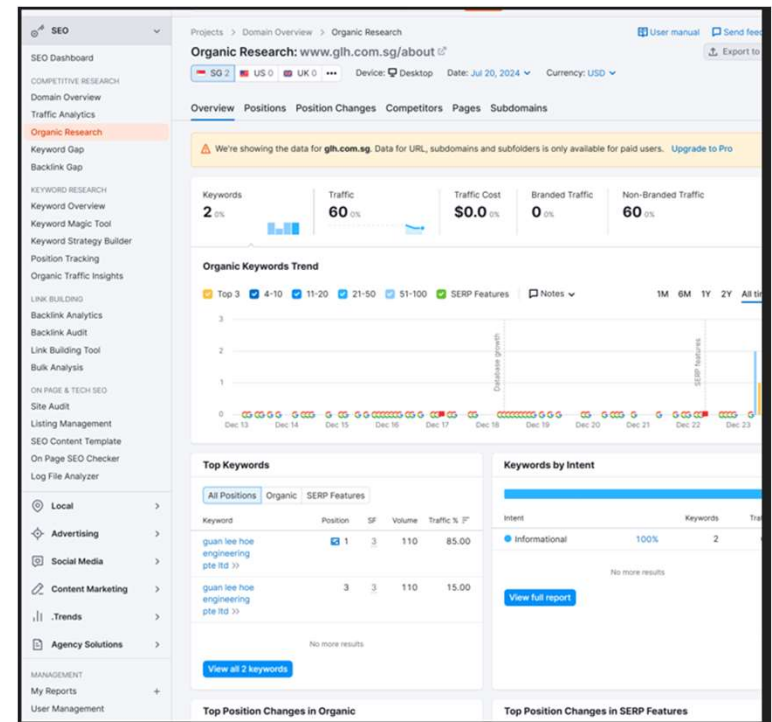 SEO
SEO Dashboard
COMPETITIVE RESEARCH
Domain Overview
Traffic Analytics
Organic Research
Keyword Gap
Backlink Gap
KEYWORD RESEARCH
Keyword Overview
Keyword Magic Tool
Keyword Strategy Builder
Position Tracking
Organic Traffic Insights
LINK BUILDING
Backlink Analytics
Backlink Audit
Link Building Tool
Bulk Analysis
ON PAGE & TECH SEO
Site Audit
Listing Management
SEO Content Template
On Page SEO Checker
Log File Analyzer
Local
Advertising
Social Media
Content Marketing
.Trends
Agency Solutions
MANAGEMENT
My Reports +
User Management
Projects > Domain Overview > Organic Research
User manual Send feed
Organic Research: www.glh.com.sg/about
Export to
SG 2 US 0 UK 0 ••• Device: Desktop Date: Jul 20, 2024 Currency: USD
Overview Positions Position Changes Competitors Pages Subdomains
We're showing the data for glh.com.sg. Data for URL, subdomains and subfolders is only available for paid users. Upgrade to Pro
Keywords Traffic Traffic Cost Branded Traffic Non-Branded Traffic
2 0% 60 0% $0.0 0% 0 0% 60 0%
Organic Keywords Trend
Top 3 4-10 11-20 21-50 51-100 SERP Features Notes 1M 6M 1Y 2Y All ti
3
2
1
0
Database growth
SERP features
Dec 13 Dec 14 Dec 15 Dec 16 Dec 17 Dec 18 Dec 19 Dec 20 Dec 21 Dec 22 Dec 23
Top Keywords
All Positions Organic SERP Features
Keyword Position SF Volume Traffic %
guan lee hoe 1 3 110 85.00
engineering
pte ltd >>
guan lee hoe 3 3 110 15.00
engineering
pte ltd >>
No more results
View all 2 keywords
Keywords by Intent
Intent Keywords Tra
Informational 100% 2
No more results
View full report
Top Position Changes in Organic
Top Position Changes in SERP Features